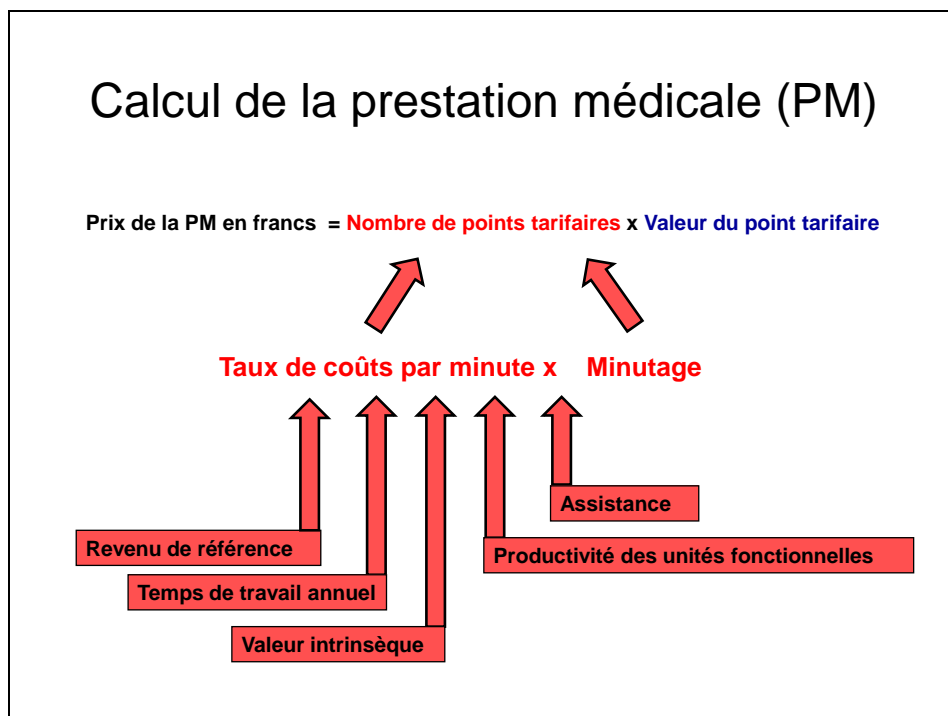 Calcul de la prestation médicale (PM)
Prix de la PM en francs = Nombre de points tarifaires x Valeur du point tarifaire
Taux de coûts par minute x Minutage
Assistance
Revenu de référence
Productivité des unités fonctionnelles
Temps de travail annuel
Valeur intrinsèque